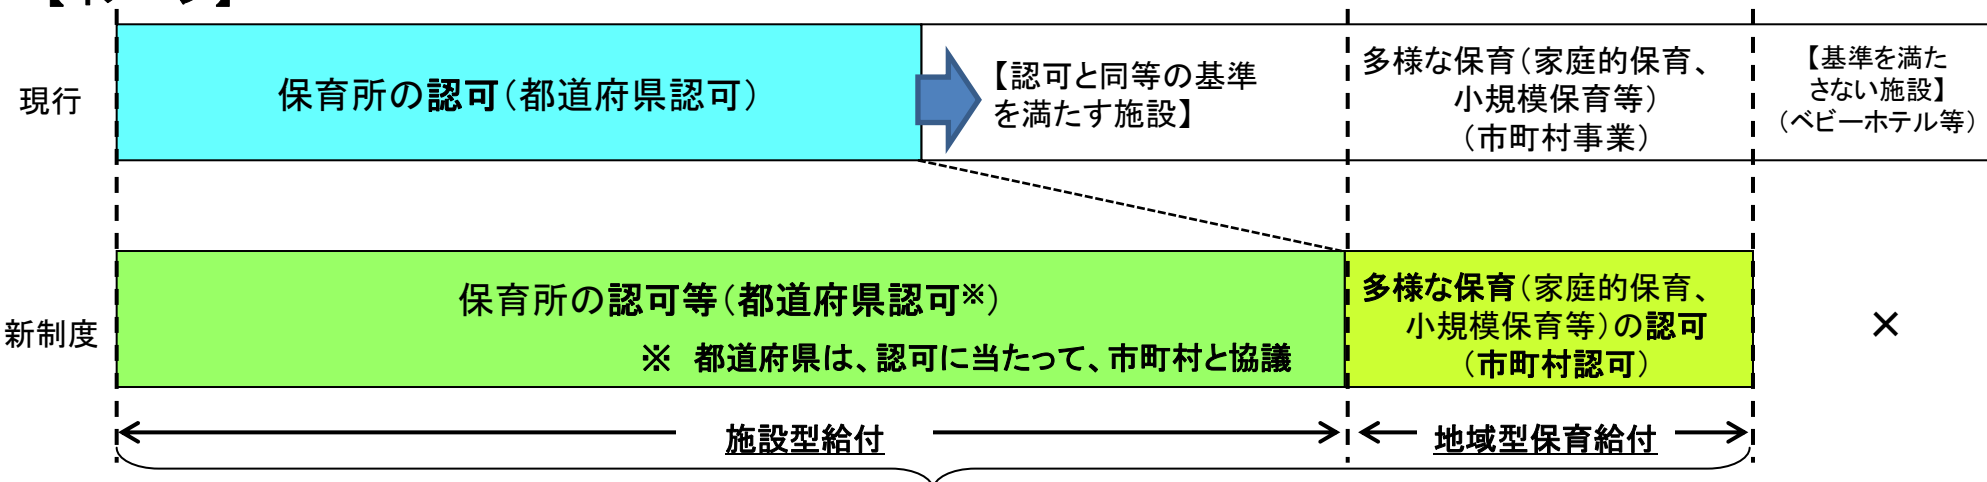 現行
保育所の認可（都道府県認可）
【認可と同等の基準
を満たす施設】
多様な保育（家庭的保育、
小規模保育等）
（市町村事業）
【基準を満た
さない施設】
（ベビーホテル等）
新制度
保育所の認可等（都道府県認可※）
※ 都道府県は、認可に当たって、市町村と協議
多様な保育（家庭的保育、
小規模保育等）の認可
（市町村認可）
×
施設型給付
地域型保育給付